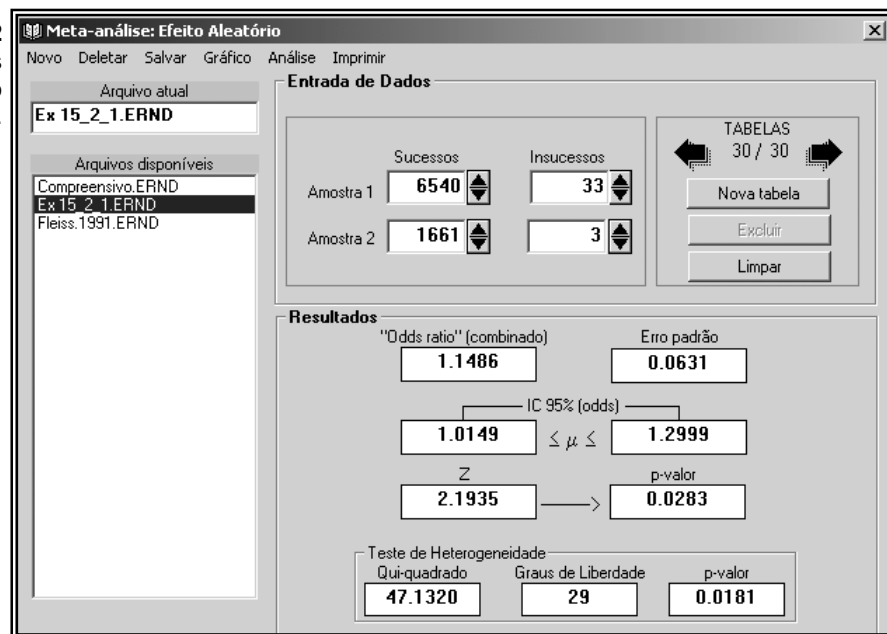 Meta-análise: Efeito Aleatório
Novo Deletar Salvar Gráfico Análise Imprimir
Arquivo atual
Ex 15_2_1.ERND
Arquivos disponíveis
Compreensivo.ERND
Ex 15_2_1.ERND
Fleiss.1991.ERND
Entrada de Dados
Sucessos Insucessos
Amostra 1 6540 33
Amostra 2 1661 3
TABELAS
30 / 30
Nova tabela
Excluir
Limpar
Resultados
"Odds ratio" (combinado) Erro padrão
1.1486 0.0631
IC 95% (odds)
1.0149 ≤ μ ≤ 1.2999
Z p-valor
2.1935 0.0283
Teste de Heterogeneidade
Qui-quadrado Graus de Liberdade p-valor
47.1320 29 0.0181